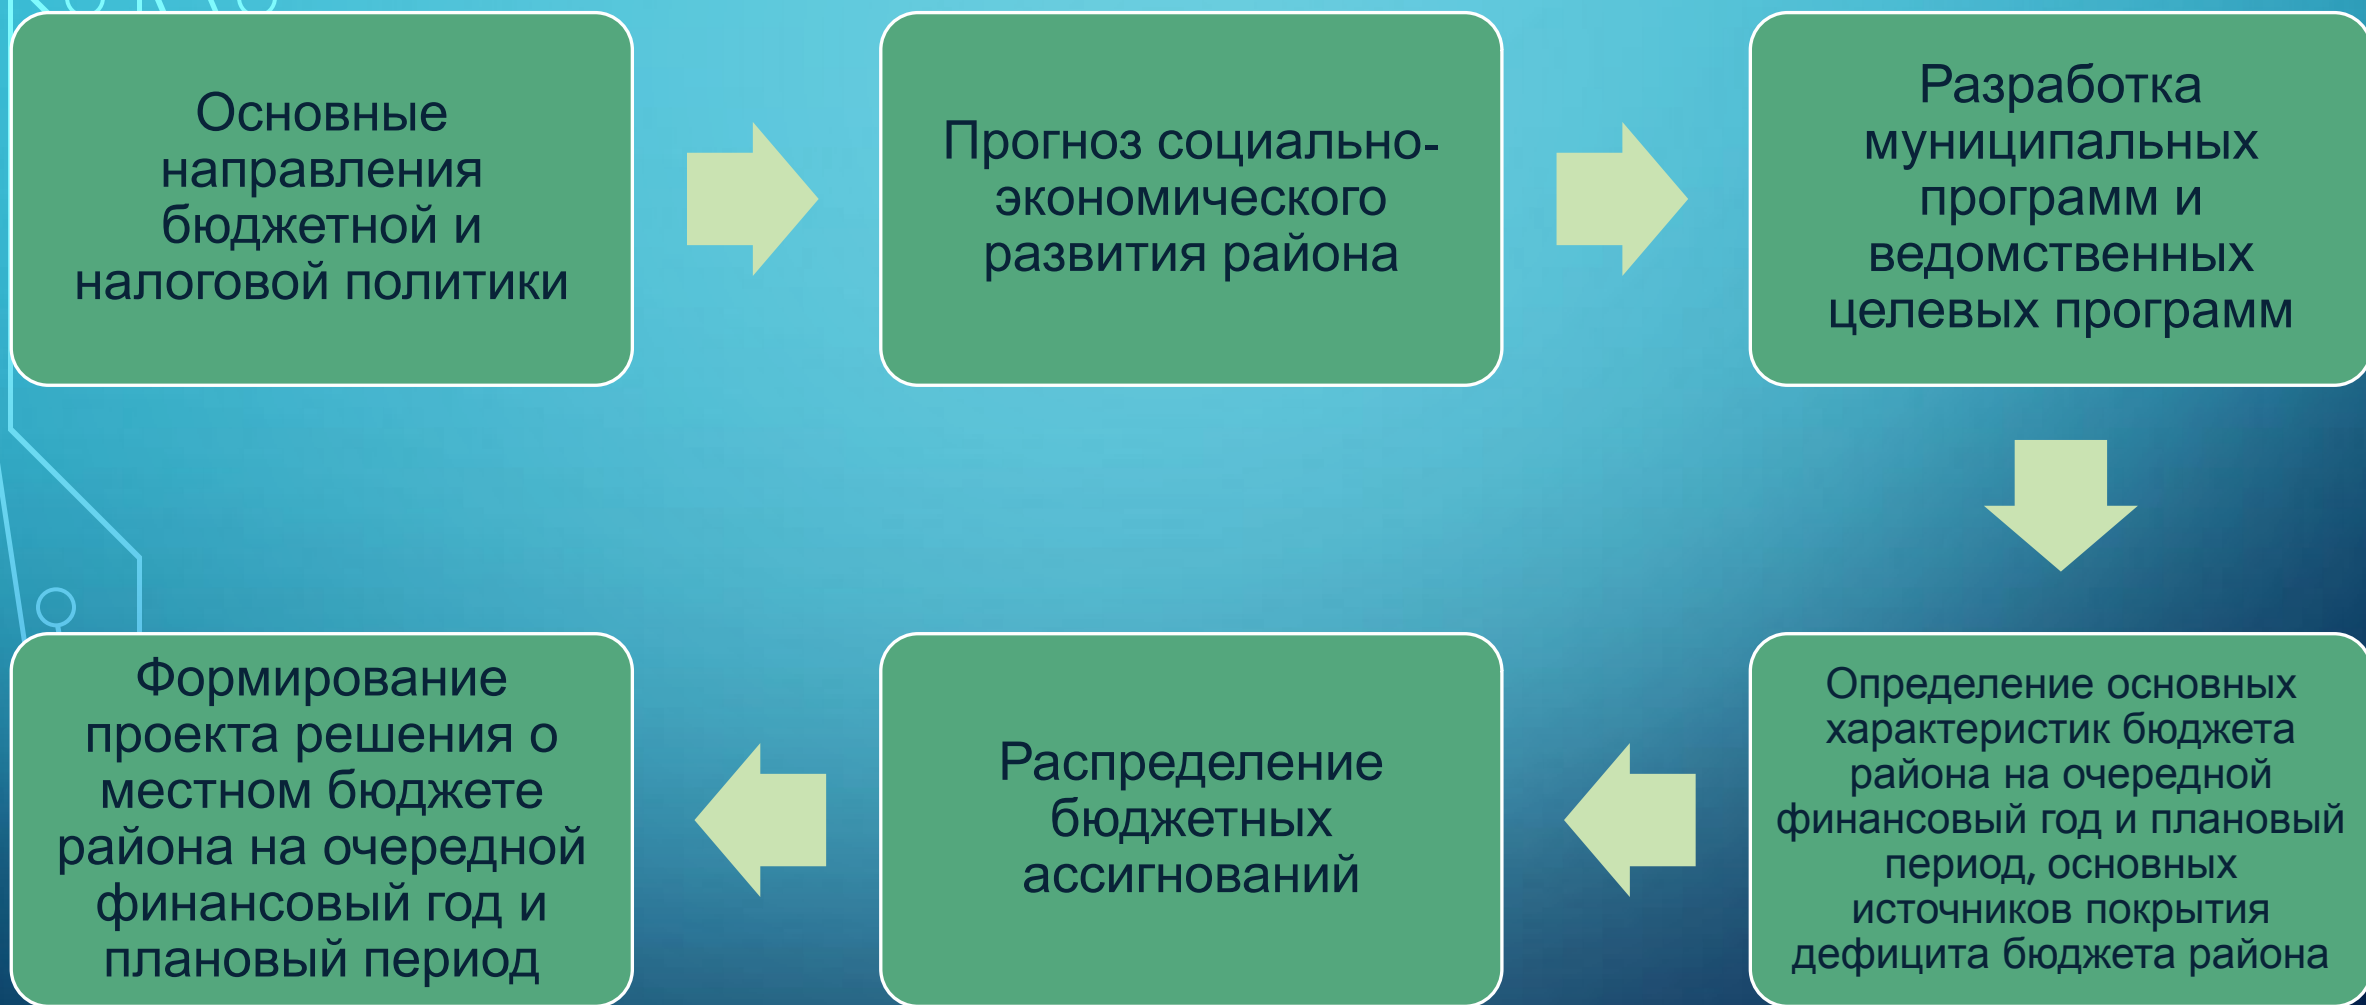 Основные
направления
бюджетной и
налоговой политики
Прогноз социально-
экономического
развития района
Разработка
муниципальных
программ и
ведомственных
целевых программ
Определение основных
характеристик бюджета
района на очередной
финансовый год и плановый
период, основных
источников покрытия
дефицита бюджета района
Распределение
бюджетных
ассигнований
Формирование
проекта решения о
местном бюджете
района на очередной
финансовый год и
плановый период